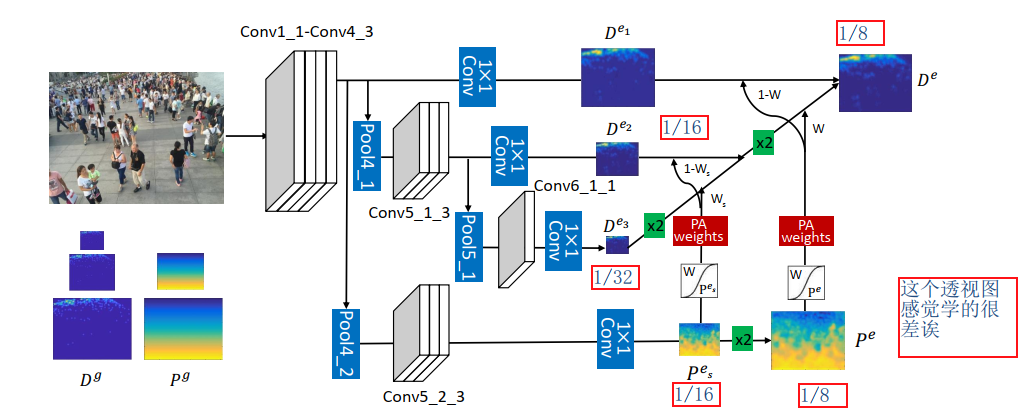 Conv1_1-Conv4_3
D^{e_1}
1/8
1×1 Conv
D^e
1-W
Pool4_1
D^{e_2}
1/16
x2
W
1×1 Conv
Conv6_1_1
1-W_s
Conv5_1_3
W_s
Pool5_1
1×1 Conv
D^{e_3}
x2
PA weights
PA weights
1/32
W
P^{e_s}
W
P^e
这个透视图
感觉学的很
差诶
Pool4_2
1×1 Conv
x2
P^e
D^g
P^g
P^{e_s}
Conv5_2_3
1/16
1/8